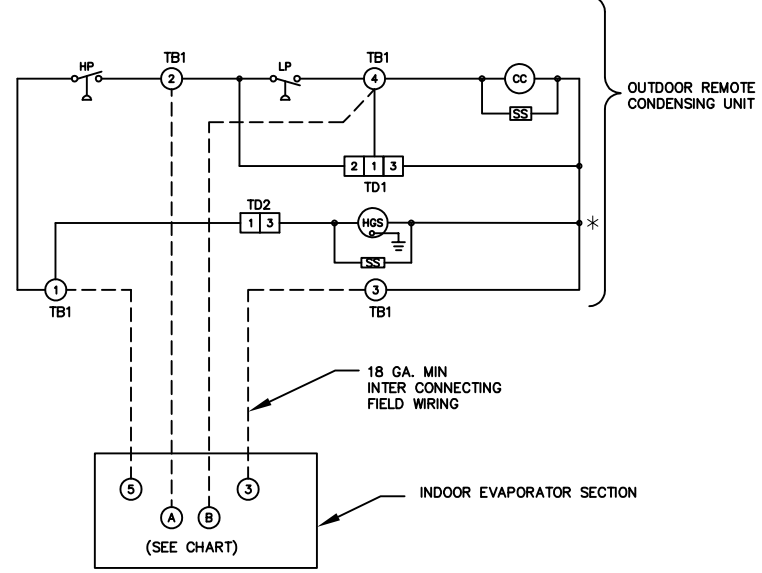 HP
TB1
2
LP
TB1
4
CC
SS
OUTDOOR REMOTE
CONDENSING UNIT
2 1 3
TD1
TD2
1 3
HGS
SS
*
1
TB1
3
TB1
18 GA. MIN
INTER CONNECTING
FIELD WIRING
5
3
A
B
(SEE CHART)
INDOOR EVAPORATOR SECTION